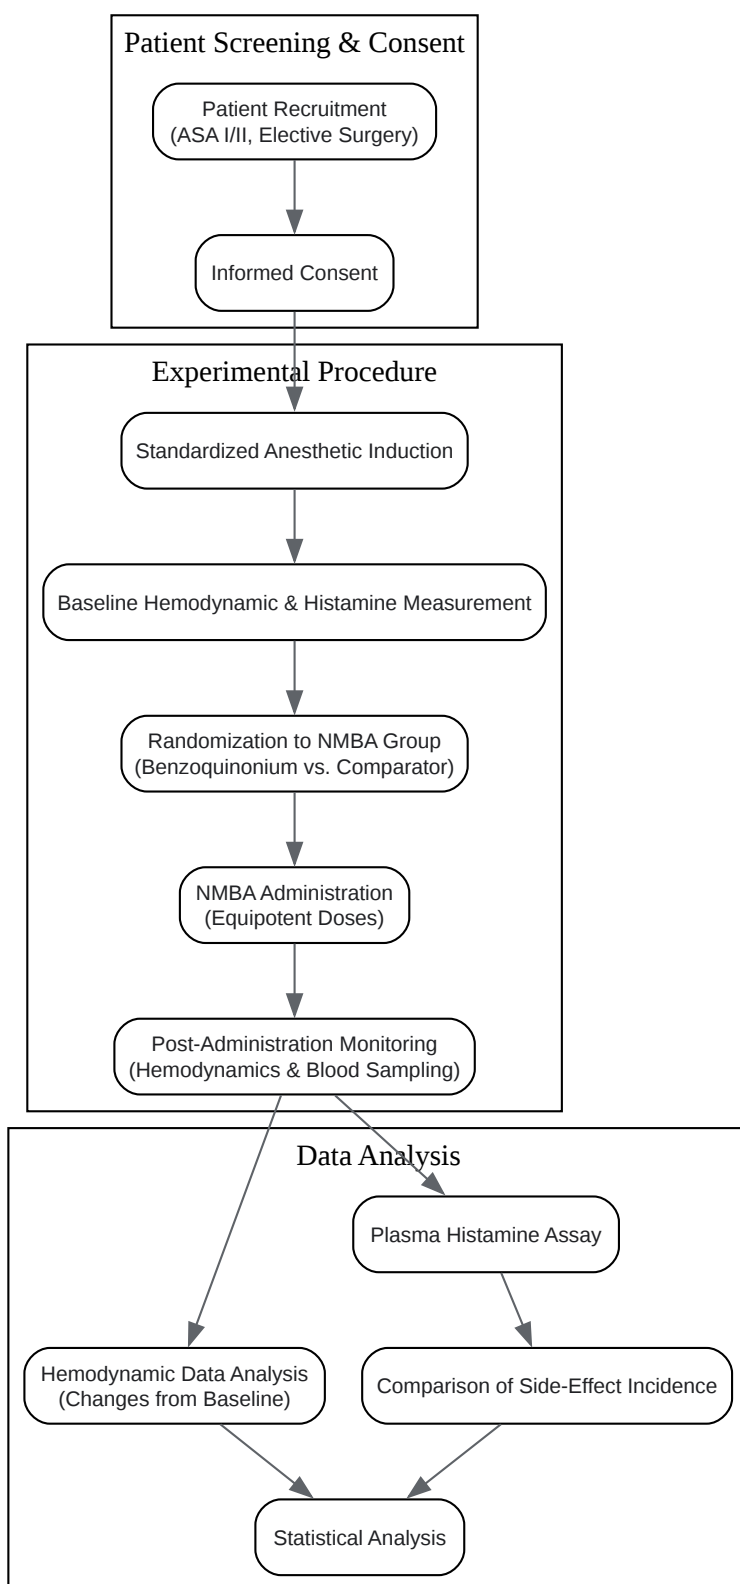 Patient Screening & Consent
Patient Recruitment
(ASA I/II, Elective Surgery)
Informed Consent
Experimental Procedure
Standardized Anesthetic Induction
Baseline Hemodynamic & Histamine Measurement
Randomization to NMBA Group
(Benzoquinonium vs. Comparator)
NMBA Administration
(Equipotent Doses)
Post-Administration Monitoring
(Hemodynamics & Blood Sampling)
Data Analysis
Plasma Histamine Assay
Hemodynamic Data Analysis
(Changes from Baseline)
Comparison of Side-Effect Incidence
Statistical Analysis